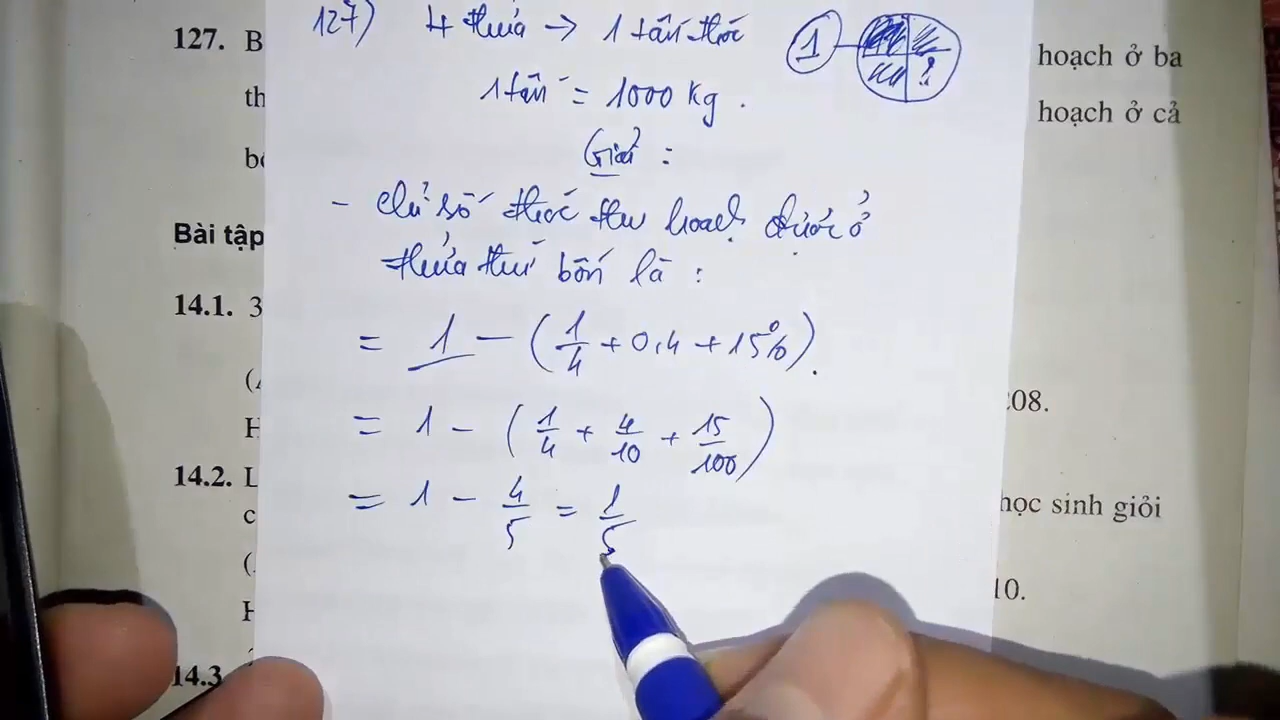 127) 4 thửa → 1 tấn thóc
1
?
1 tấn = 1000 kg.
Giải :
- chỉ số thóc thu hoạch được ở
thửa thứ bốn là :
= 1 - (1/4 + 0,4 + 15%).
= 1 - (1/4 + 4/10 + 15/100)
= 1 - 4/5 = 1/5
127. B
hoạch ở ba
th
hoạch ở cả
b
Bài tập
14.1. 3
(
08.
H
14.2. L
c
học sinh giỏi
(
10.
H
14.3